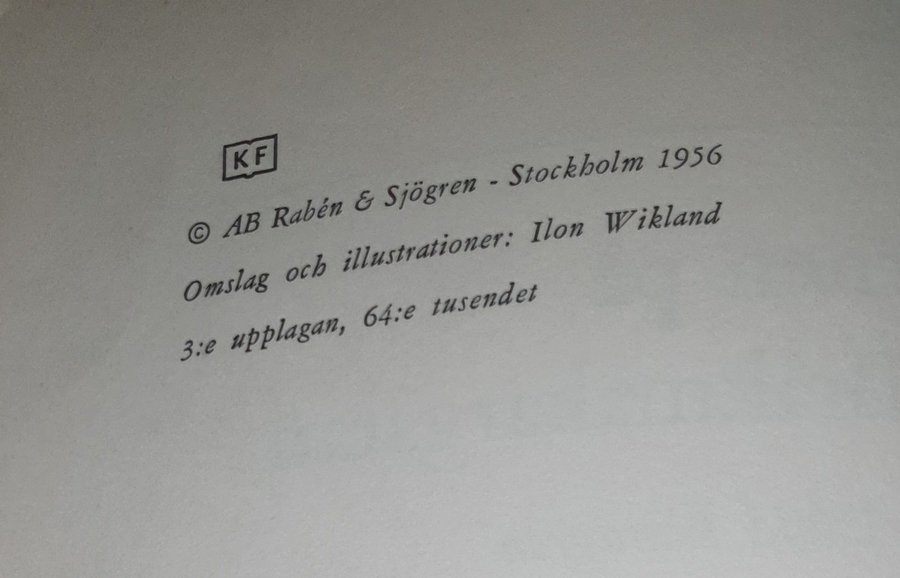 KF
© AB Rabén & Sjögren - Stockholm 1956
Omslag och illustrationer: Ilon Wikland
3:e upplagan, 64:e tusendet